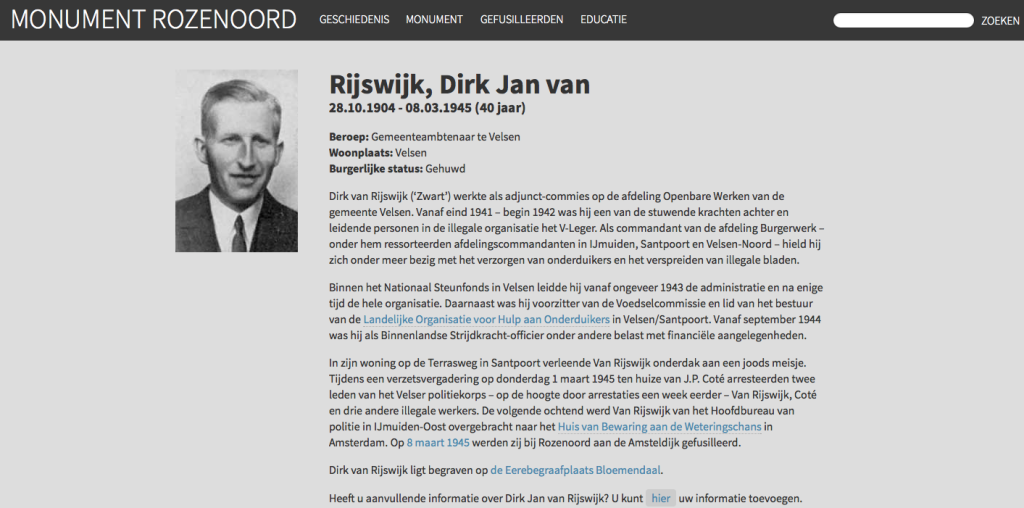 MONUMENT ROZENOORD GESCHIEDENIS MONUMENT GEFUSILLEERDEN EDUCATIE ZOEKEN
Rijswijk, Dirk Jan van
28.10.1904 - 08.03.1945 (40 jaar)
Beroep: Gemeenteambtenaar te Velsen
Woonplaats: Velsen
Burgerlijke status: Gehuwd
Dirk van Rijswijk (‘Zwart’) werkte als adjunct-commies op de afdeling Openbare Werken van de
gemeente Velsen. Vanaf eind 1941 – begin 1942 was hij een van de stuwende krachten achter en
leidende personen in de illegale organisatie het V-Leger. Als commandant van de afdeling Burgerwerk –
onder hem ressorteerden afdelingscommandanten in IJmuiden, Santpoort en Velsen-Noord – hield hij
zich onder meer bezig met het verzorgen van onderduikers en het verspreiden van illegale bladen.
Binnen het Nationaal Steunfonds in Velsen leidde hij vanaf ongeveer 1943 de administratie en na enige
tijd de hele organisatie. Daarnaast was hij voorzitter van de Voedselcommissie en lid van het bestuur
van de Landelijke Organisatie voor Hulp aan Onderduikers in Velsen/Santpoort. Vanaf september 1944
was hij als Binnenlandse Strijdkracht-officier onder andere belast met financiële aangelegenheden.
In zijn woning op de Terrasweg in Santpoort verleende Van Rijswijk onderdak aan een joods meisje.
Tijdens een verzetsvergadering op donderdag 1 maart 1945 ten huize van J.P. Coté arresteerden twee
leden van het Velser politiekorps – op de hoogte door arrestaties een week eerder – Van Rijswijk, Coté
en drie andere illegale werkers. De volgende ochtend werd Van Rijswijk van het Hoofdbureau van
politie in IJmuiden-Oost overgebracht naar het Huis van Bewaring aan de Weteringschans in
Amsterdam. Op 8 maart 1945 werden zij bij Rozenoord aan de Amsteldijk gefusilleerd.
Dirk van Rijswijk ligt begraven op de Eerebegraafplaats Bloemendaal.
Heeft u aanvullende informatie over Dirk Jan van Rijswijk? U kunt hier uw informatie toevoegen.